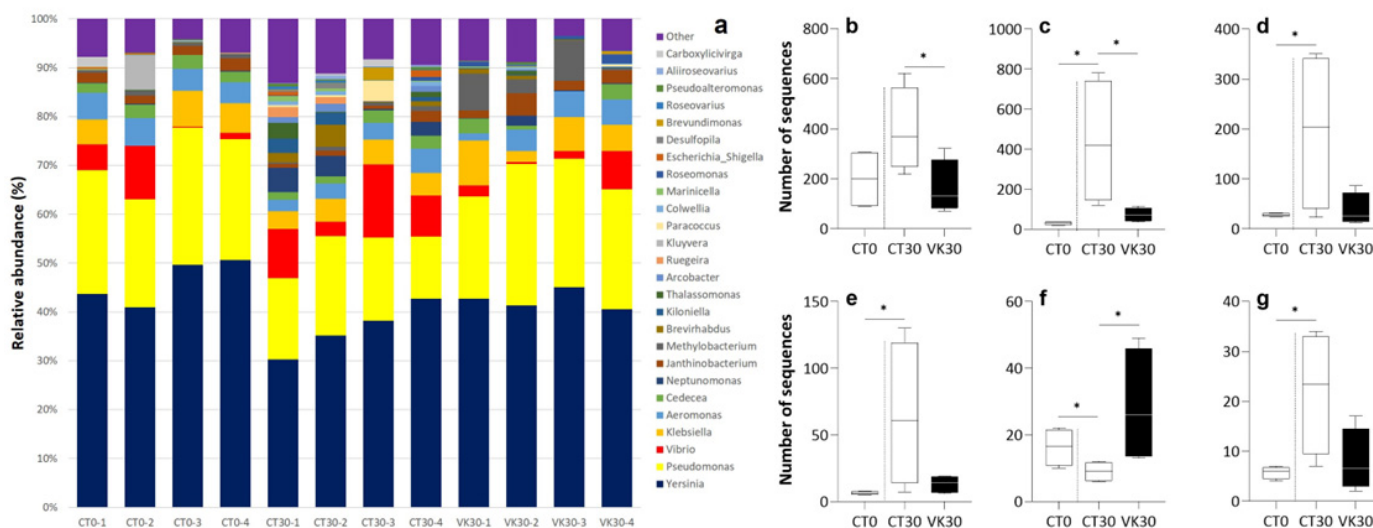 a
Relative abundance (%)
100%
90%
80%
70%
60%
50%
40%
30%
20%
10%
0%
CT0-1 CT0-2 CT0-3 CT0-4 CT30-1 CT30-2 CT30-3 CT30-4 VK30-1 VK30-2 VK30-3 VK30-4
Other
Carboxylicivirga
Aliiroseovarius
Pseudoalteromonas
Roseovarius
Brevundimonas
Desulfopila
Escherichia_Shigella
Roseomonas
Marinicella
Colwellia
Paracoccus
Kluyvera
Ruegeira
Arcobacter
Thalassomonas
Kiloniella
Brevirhabdus
Methylobacterium
Janthinobacterium
Neptunomonas
Cedecea
Aeromonas
Klebsiella
Vibrio
Pseudomonas
Yersinia
b
Number of sequences
800
600
400
200
0
*
CT0 CT30 VK30
c
1000
800
600
400
200
0
* *
CT0 CT30 VK30
d
400
300
200
100
0
*
CT0 CT30 VK30
e
Number of sequences
150
100
50
0
*
CT0 CT30 VK30
f
60
40
20
0
*
*
CT0 CT30 VK30
g
40
30
20
10
0
*
CT0 CT30 VK30